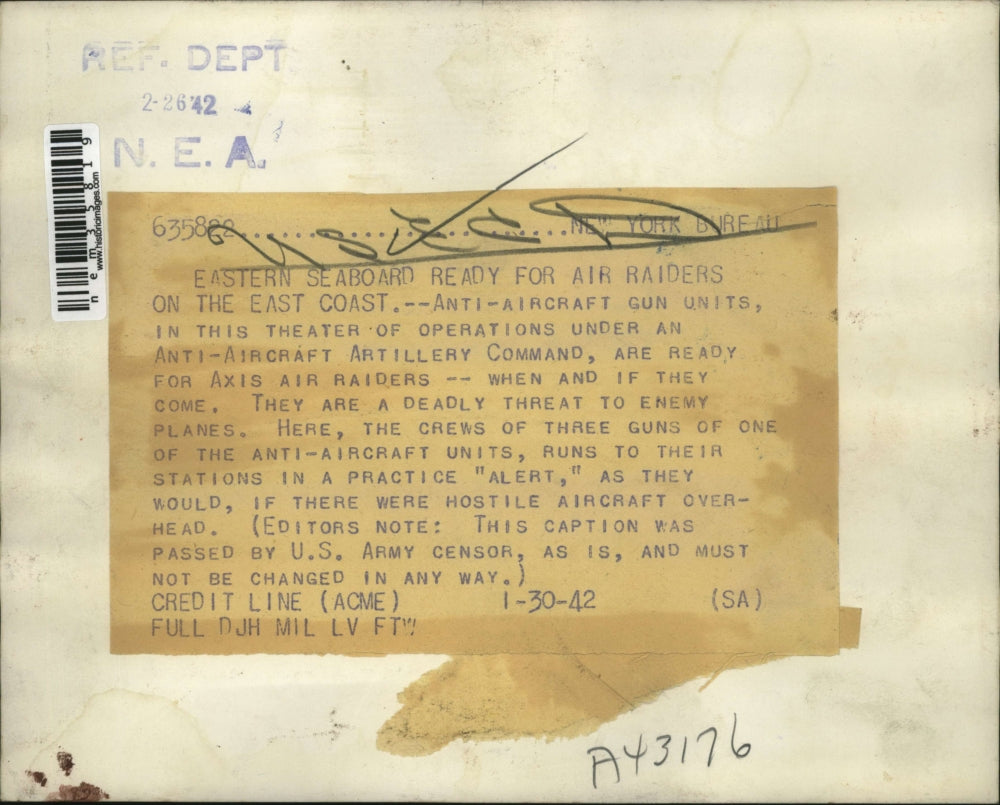 REF. DEPT
2-26 42
N. E. A.
nem35819
www.historicimages.com
NEW YORK BUREAU
EASTERN SEABOARD READY FOR AIR RAIDERS
ON THE EAST COAST.--ANTI-AIRCRAFT GUN UNITS,
IN THIS THEATER OF OPERATIONS UNDER AN
ANTI-AIRCRAFT ARTILLERY COMMAND, ARE READY
FOR AXIS AIR RAIDERS -- WHEN AND IF THEY
COME. THEY ARE A DEADLY THREAT TO ENEMY
PLANES. HERE, THE CREWS OF THREE GUNS OF ONE
OF THE ANTI-AIRCRAFT UNITS, RUNS TO THEIR
STATIONS IN A PRACTICE "ALERT," AS THEY
WOULD, IF THERE WERE HOSTILE AIRCRAFT OVER-
HEAD. (EDITORS NOTE: THIS CAPTION WAS
PASSED BY U.S. ARMY CENSOR, AS IS, AND MUST
NOT BE CHANGED IN ANY WAY.)
CREDIT LINE (ACME) 1-30-42 (SA)
FULL DJH MIL LV FTW
A43176